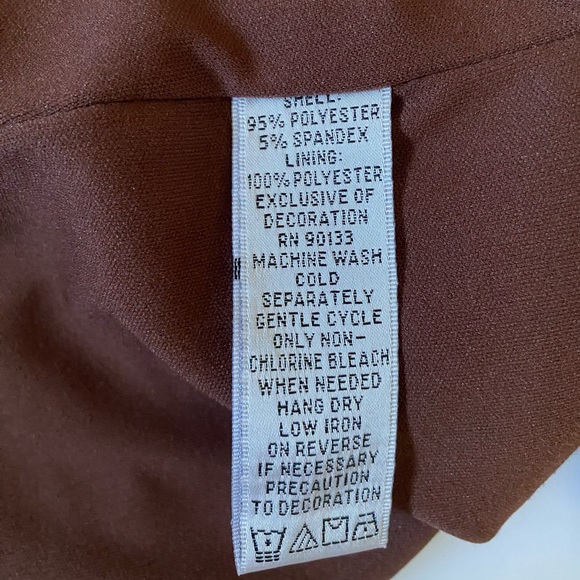 SHELL:
95% POLYESTER
5% SPANDEX
LINING:
100% POLYESTER
EXCLUSIVE OF
DECORATION
RN 90133
MACHINE WASH
COLD
SEPARATELY
GENTLE CYCLE
ONLY NON-
CHLORINE BLEACH
WHEN NEEDED
HANG DRY
LOW IRON
ON REVERSE
IF NECESSARY
PRECAUTION
TO DECORATION